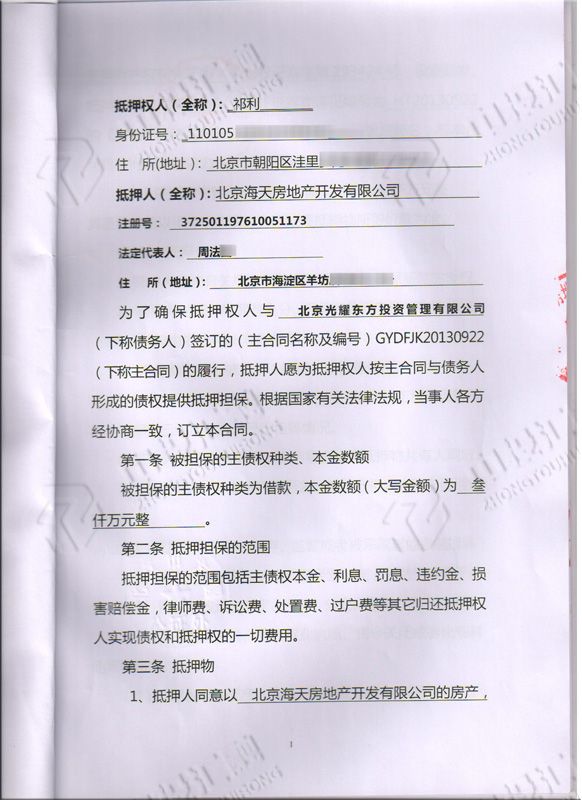 抵押权人（全称）：祁利
身份证号：110105
住 所(地址)：北京市朝阳区洼里
抵押人（全称）：北京海天房地产开发有限公司
注册号：372501197610051173
法定代表人：周法
住 所（地址）：北京市海淀区羊坊
为了确保抵押权人与 北京光耀东方投资管理有限公司
（下称债务人）签订的（主合同名称及编号）GYDFJK20130922
（下称主合同）的履行，抵押人愿为抵押权人按主合同与债务人
形成的债权提供抵押担保。根据国家有关法律法规，当事人各方
经协商一致，订立本合同。
第一条 被担保的主债权种类、本金数额
被担保的主债权种类为借款，本金数额（大写金额）为 叁
仟万元整 。
第二条 抵押担保的范围
抵押担保的范围包括主债权本金、利息、罚息、违约金、损
害赔偿金，律师费、诉讼费、处置费、过户费等其它归还抵押权
人实现债权和抵押权的一切费用。
第三条 抵押物
1、抵押人同意以 北京海天房地产开发有限公司的房产，
1